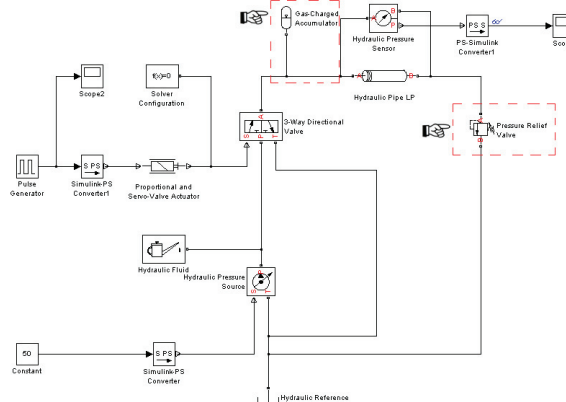 Gas-Charged
Accumulator
B
A
P
Hydraulic Pressure
Sensor
PS S
PS-Simulink
Converter1
Sco
A
B
Hydraulic Pipe LP
Scope2
f(x)=0
Solver
Configuration
A
S P T
3-Way Directional
Valve
A
B
Pressure Relief
Valve
Pulse
Generator
S PS
Simulink-PS
Converter1
Proportional and
Servo-Valve Actuator
Hydraulic Fluid
Hydraulic Pressure
Source
P
S T
50
Constant
S PS
Simulink-PS
Converter
Hydraulic Reference